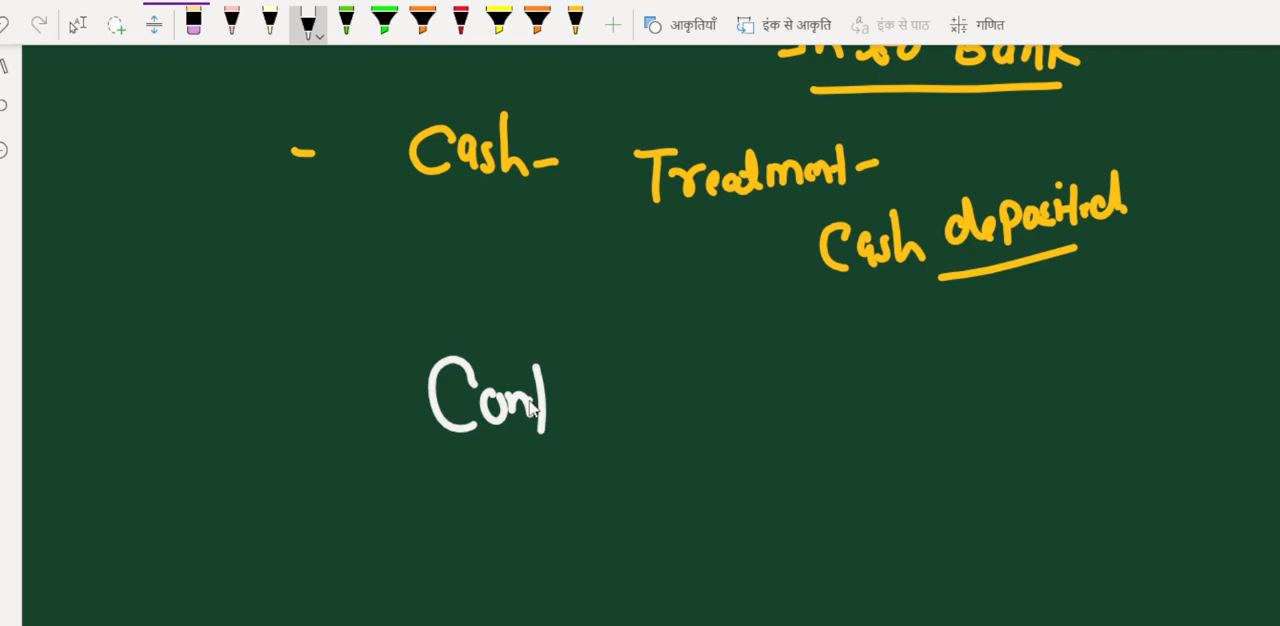 आकृतियाँ इंक से आकृति इंक से पाठ गणित
Bank
- Cash- Treatment-
Cash deposited
Con